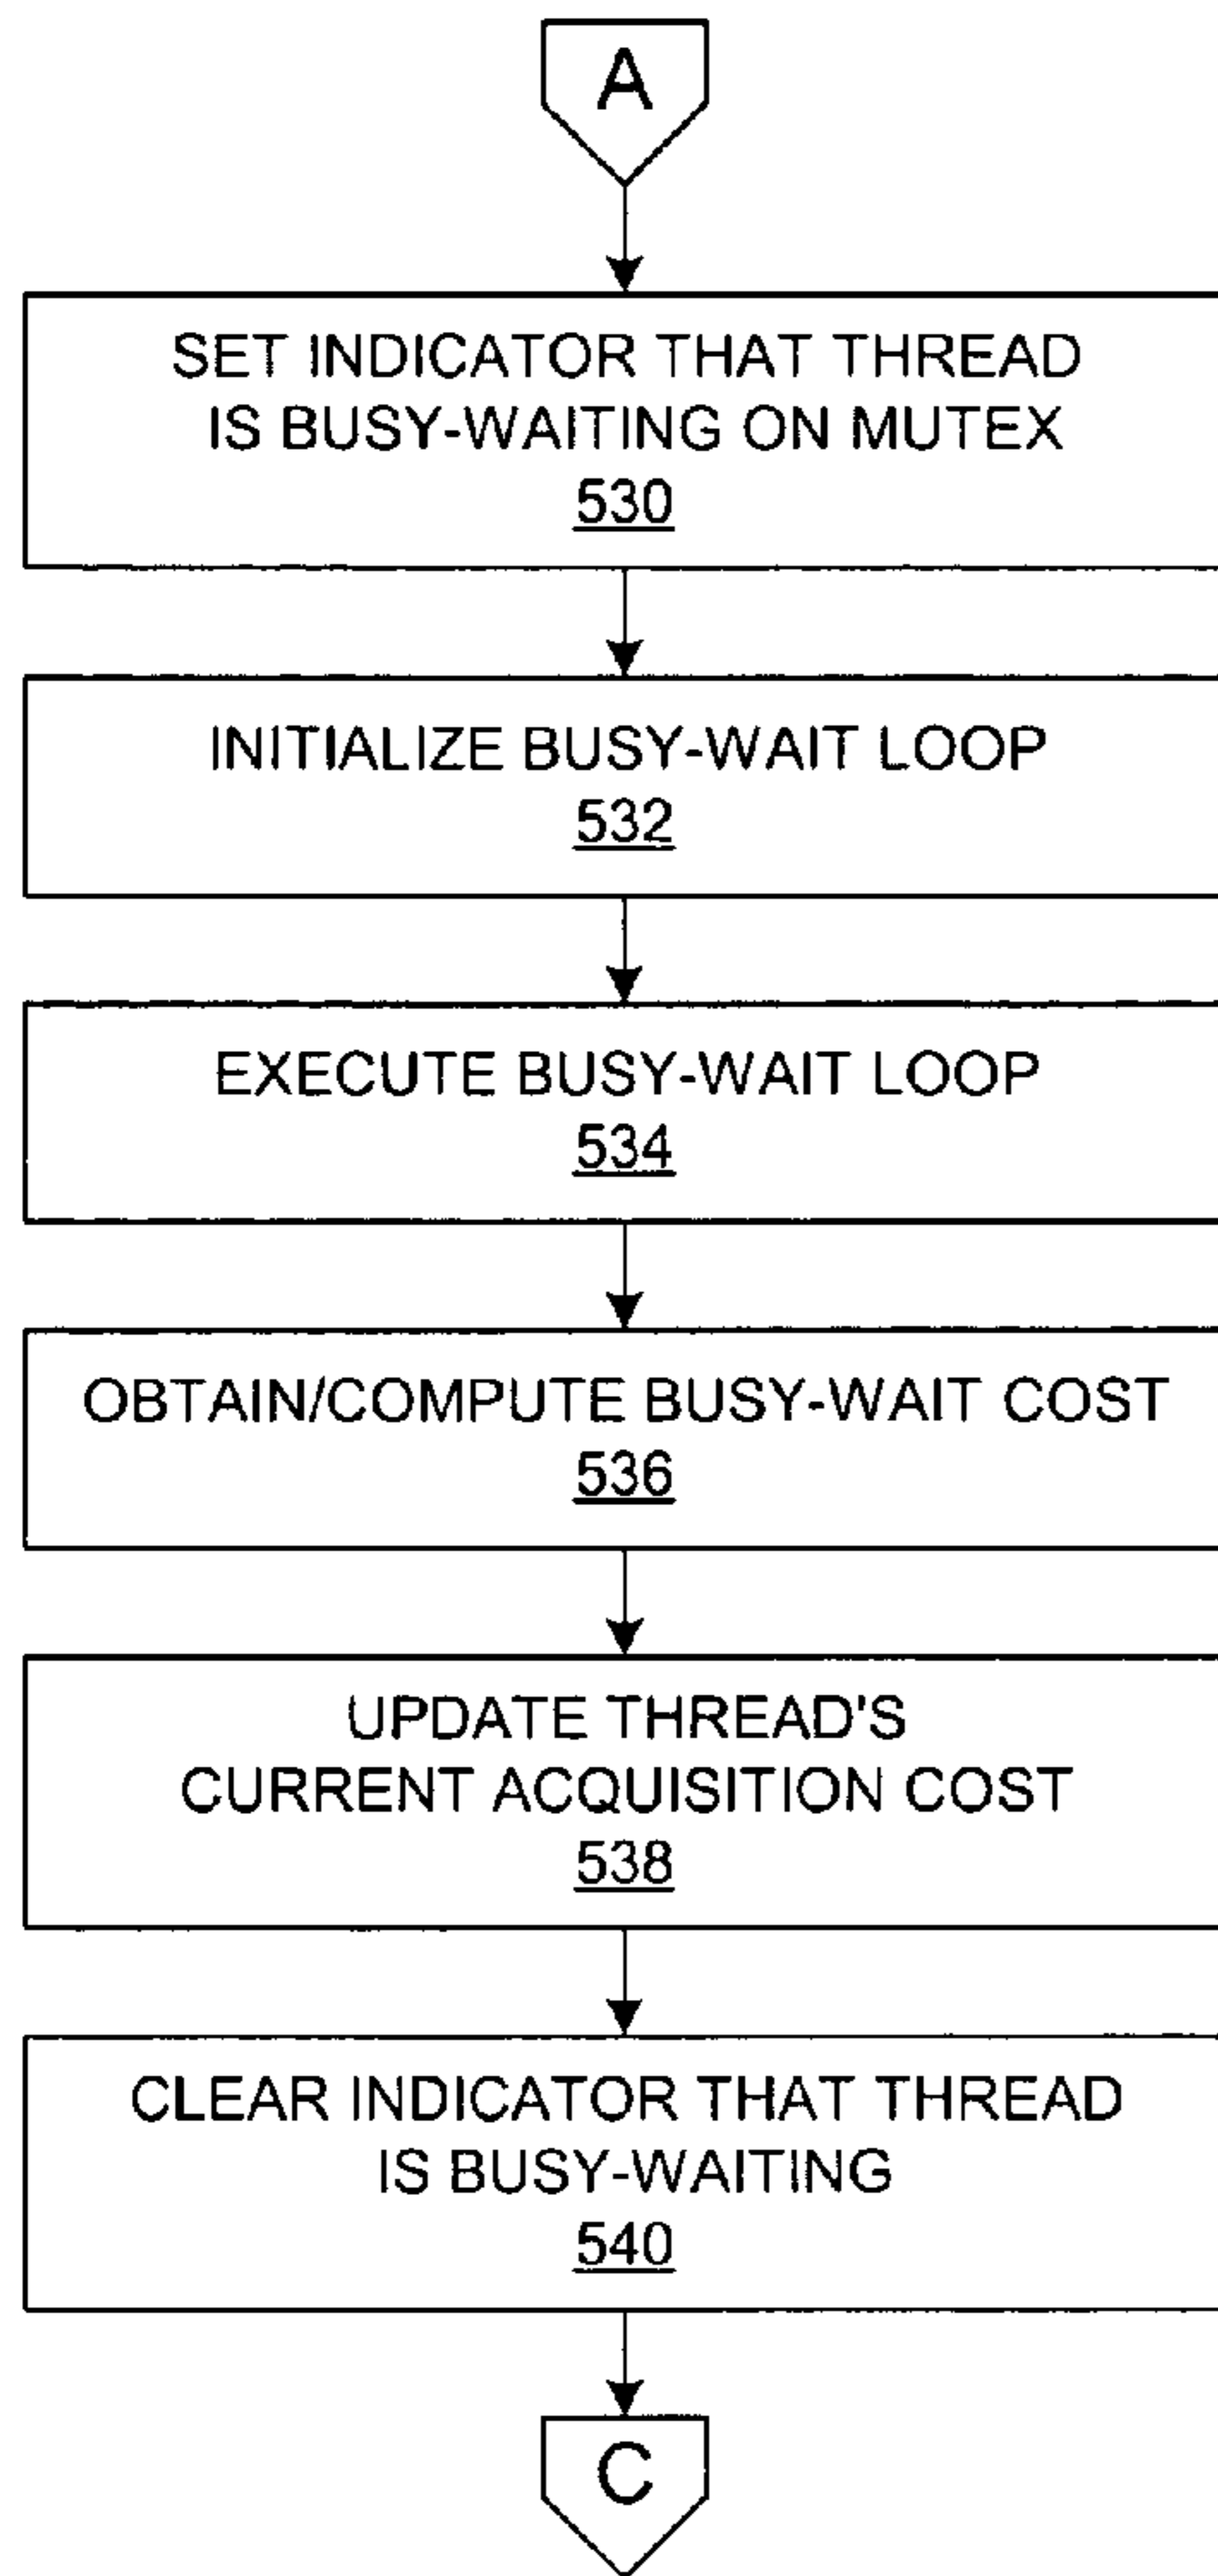 A
SET INDICATOR THAT THREAD
IS BUSY-WAITING ON MUTEX
530
INITIALIZE BUSY-WAIT LOOP
532
EXECUTE BUSY-WAIT LOOP
534
OBTAIN/COMPUTE BUSY-WAIT COST
536
UPDATE THREAD'S
CURRENT ACQUISITION COST
538
CLEAR INDICATOR THAT THREAD
IS BUSY-WAITING
540
C